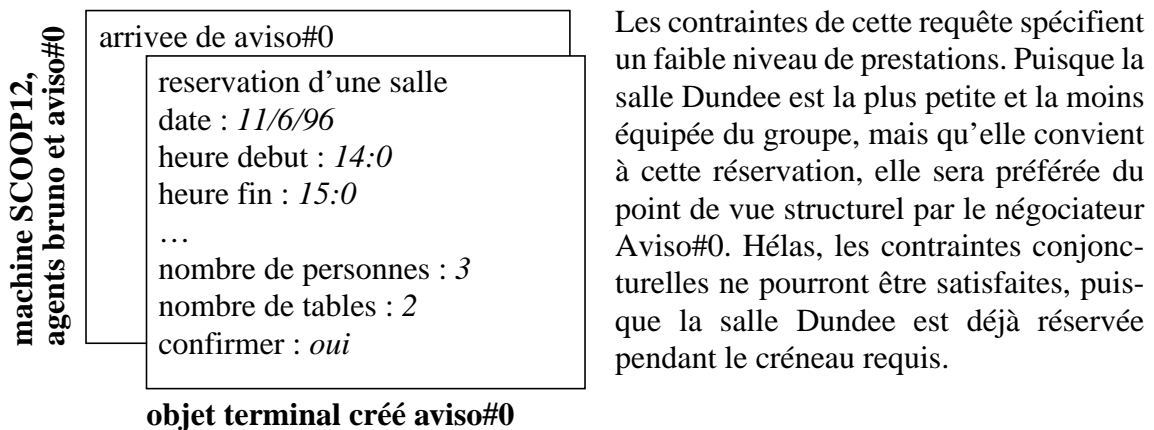 machine SCOOP12,
agents bruno et aviso#0
arrivee de aviso#0
reservation d’une salle
date : 11/6/96
heure debut : 14:0
heure fin : 15:0
…
nombre de personnes : 3
nombre de tables : 2
confirmer : oui
objet terminal créé aviso#0
Les contraintes de cette requête spécifient
un faible niveau de prestations. Puisque la
salle Dundee est la plus petite et la moins
équipée du groupe, mais qu’elle convient
à cette réservation, elle sera préférée du
point de vue structurel par le négociateur
Aviso#0. Hélas, les contraintes conjonc-
turelles ne pourront être satisfaites, puis-
que la salle Dundee est déjà réservée
pendant le créneau requis.